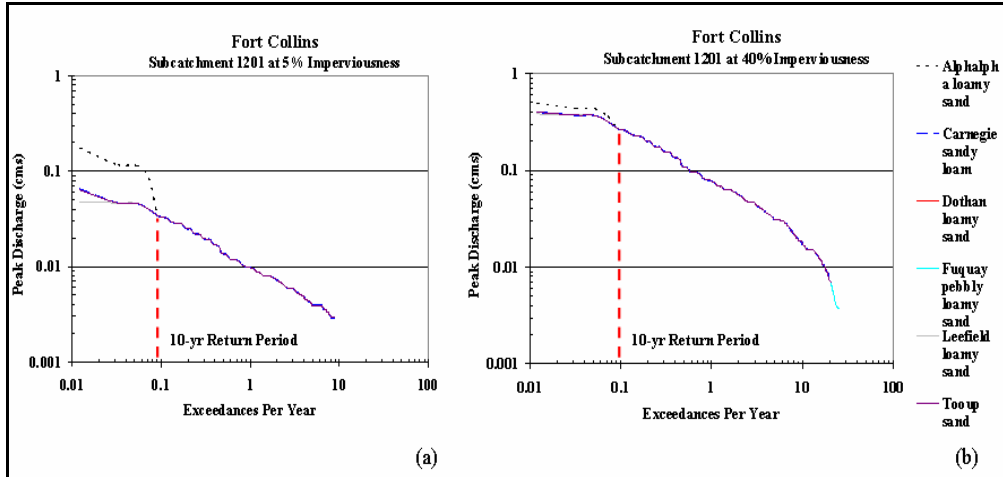 Fort Collins
Subcatchment 1201 at 5% Imperviousness
1
0.1
0.01
0.001
Peak Discharge (cms)
10-yr Return Period
0.01
0.1
1
10
100
Exceedances Per Year
(a)
Fort Collins
Subcatchment 1201 at 40% Imperviousness
1
0.1
0.01
0.001
Peak Discharge (cms)
10-yr Return Period
0.01
0.1
1
10
100
Exceedances Per Year
(b)
Alphalph
a loamy
sand
Carnegie
sandy
loam
Dothan
loamy
sand
Fuquay
pebbly
loamy
sand
Leefield
loamy
sand
Tooup
sand